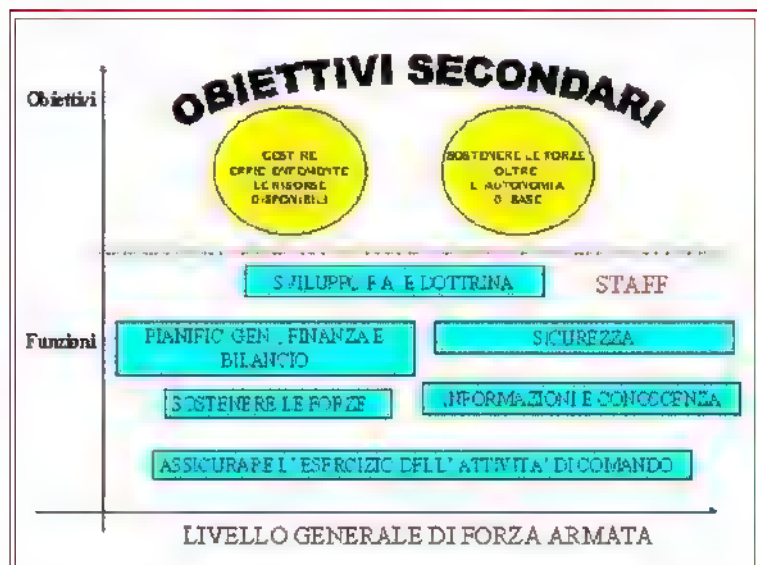 OBIETTIVI SECONDARI
Obiettivi
GESTIRE
EFFICIENTEMENTE
LE RISORSE
DISPONIBILI
SOSTENERE LE FORZE
OLTRE
L'AUTONOMIA
DI BASE
DOTTRINA
STAFF
Funzioni
PIANIFIC. GEN., FINANZA E
BILANCIO
SICUREZZA
SOSTENERE LE FORZE
INFORMAZIONI E CONOSCENZA
ASSICURARE L'ESERCIZIO DELL'ATTIVITA' DI COMANDO
LIVELLO GENERALE DI FORZA ARMATA